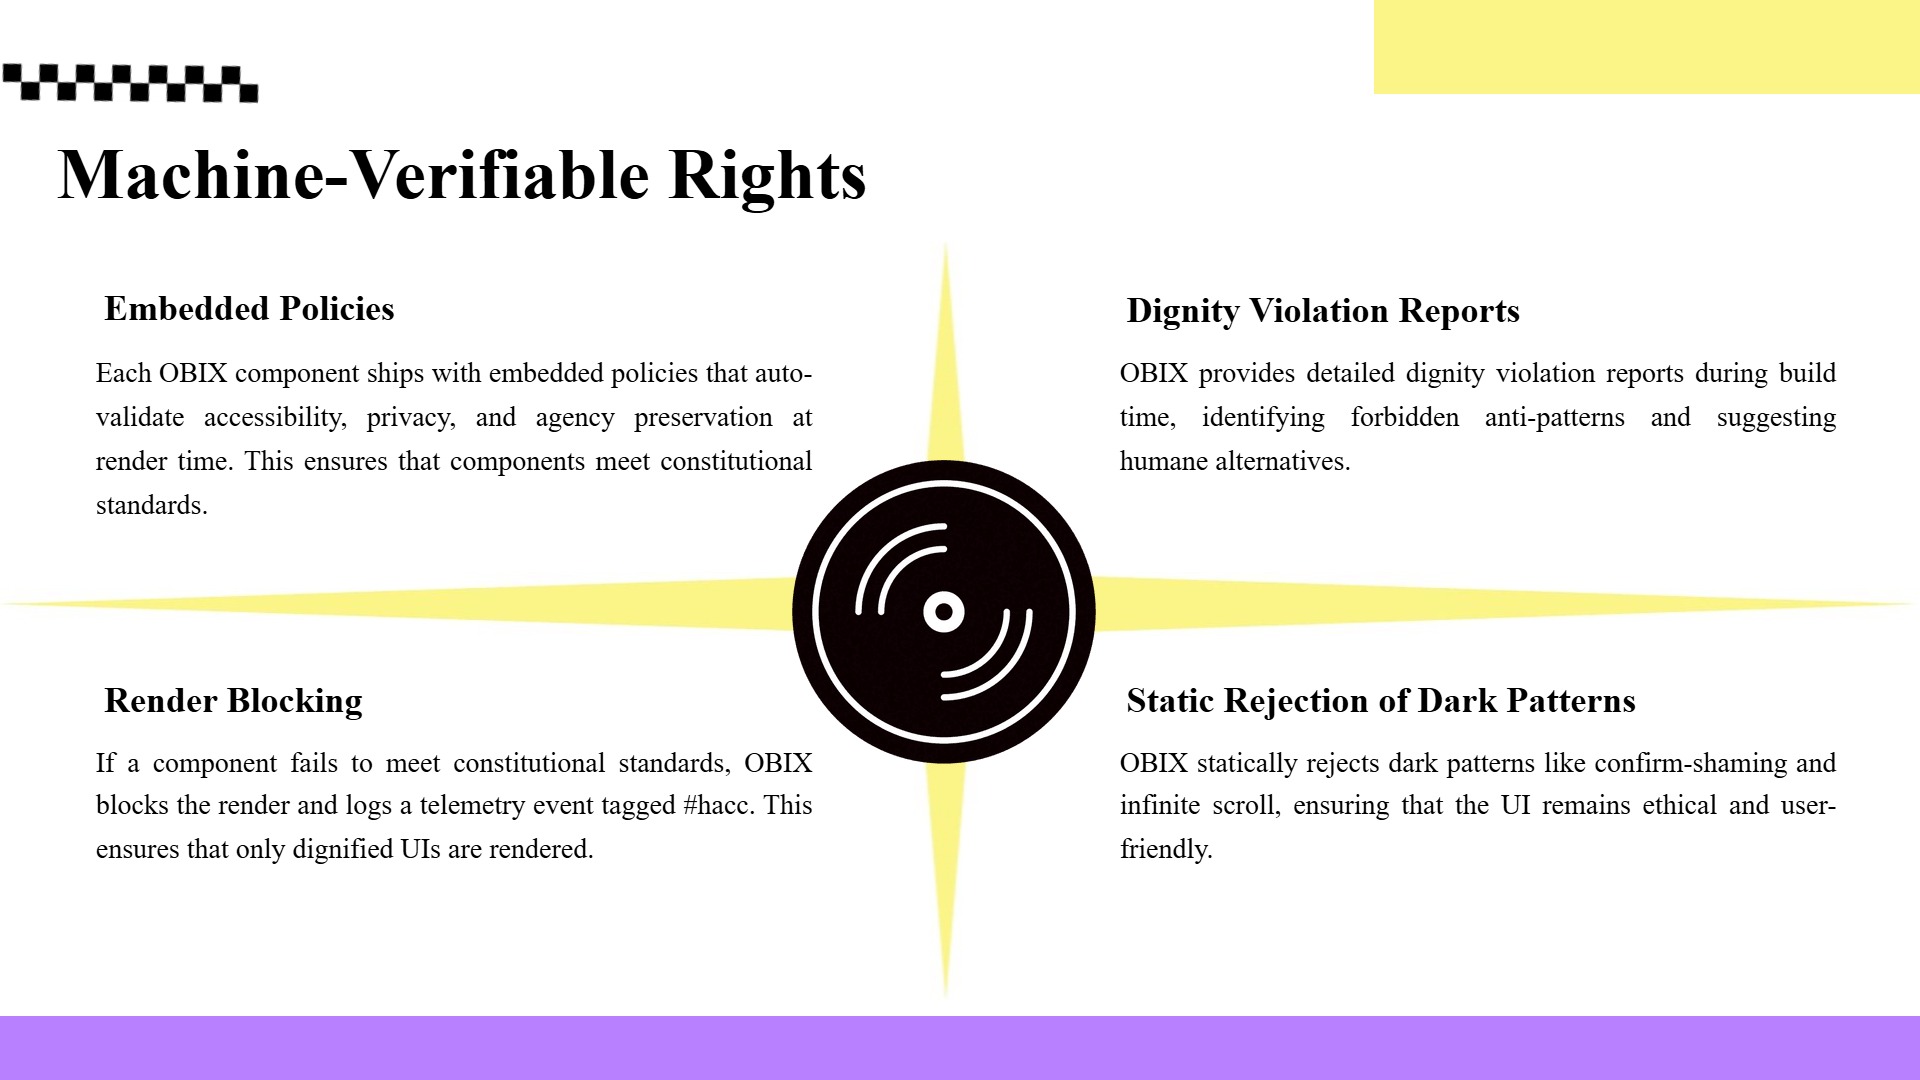 Machine-Verifiable Rights
Embedded Policies
Each OBIX component ships with embedded policies that auto-
validate accessibility, privacy, and agency preservation at
render time. This ensures that components meet constitutional
standards.
Dignity Violation Reports
OBIX provides detailed dignity violation reports during build
time, identifying forbidden anti-patterns and suggesting
humane alternatives.
Render Blocking
If a component fails to meet constitutional standards, OBIX
blocks the render and logs a telemetry event tagged #hacc. This
ensures that only dignified UIs are rendered.
Static Rejection of Dark Patterns
OBIX statically rejects dark patterns like confirm-shaming and
infinite scroll, ensuring that the UI remains ethical and user-
friendly.